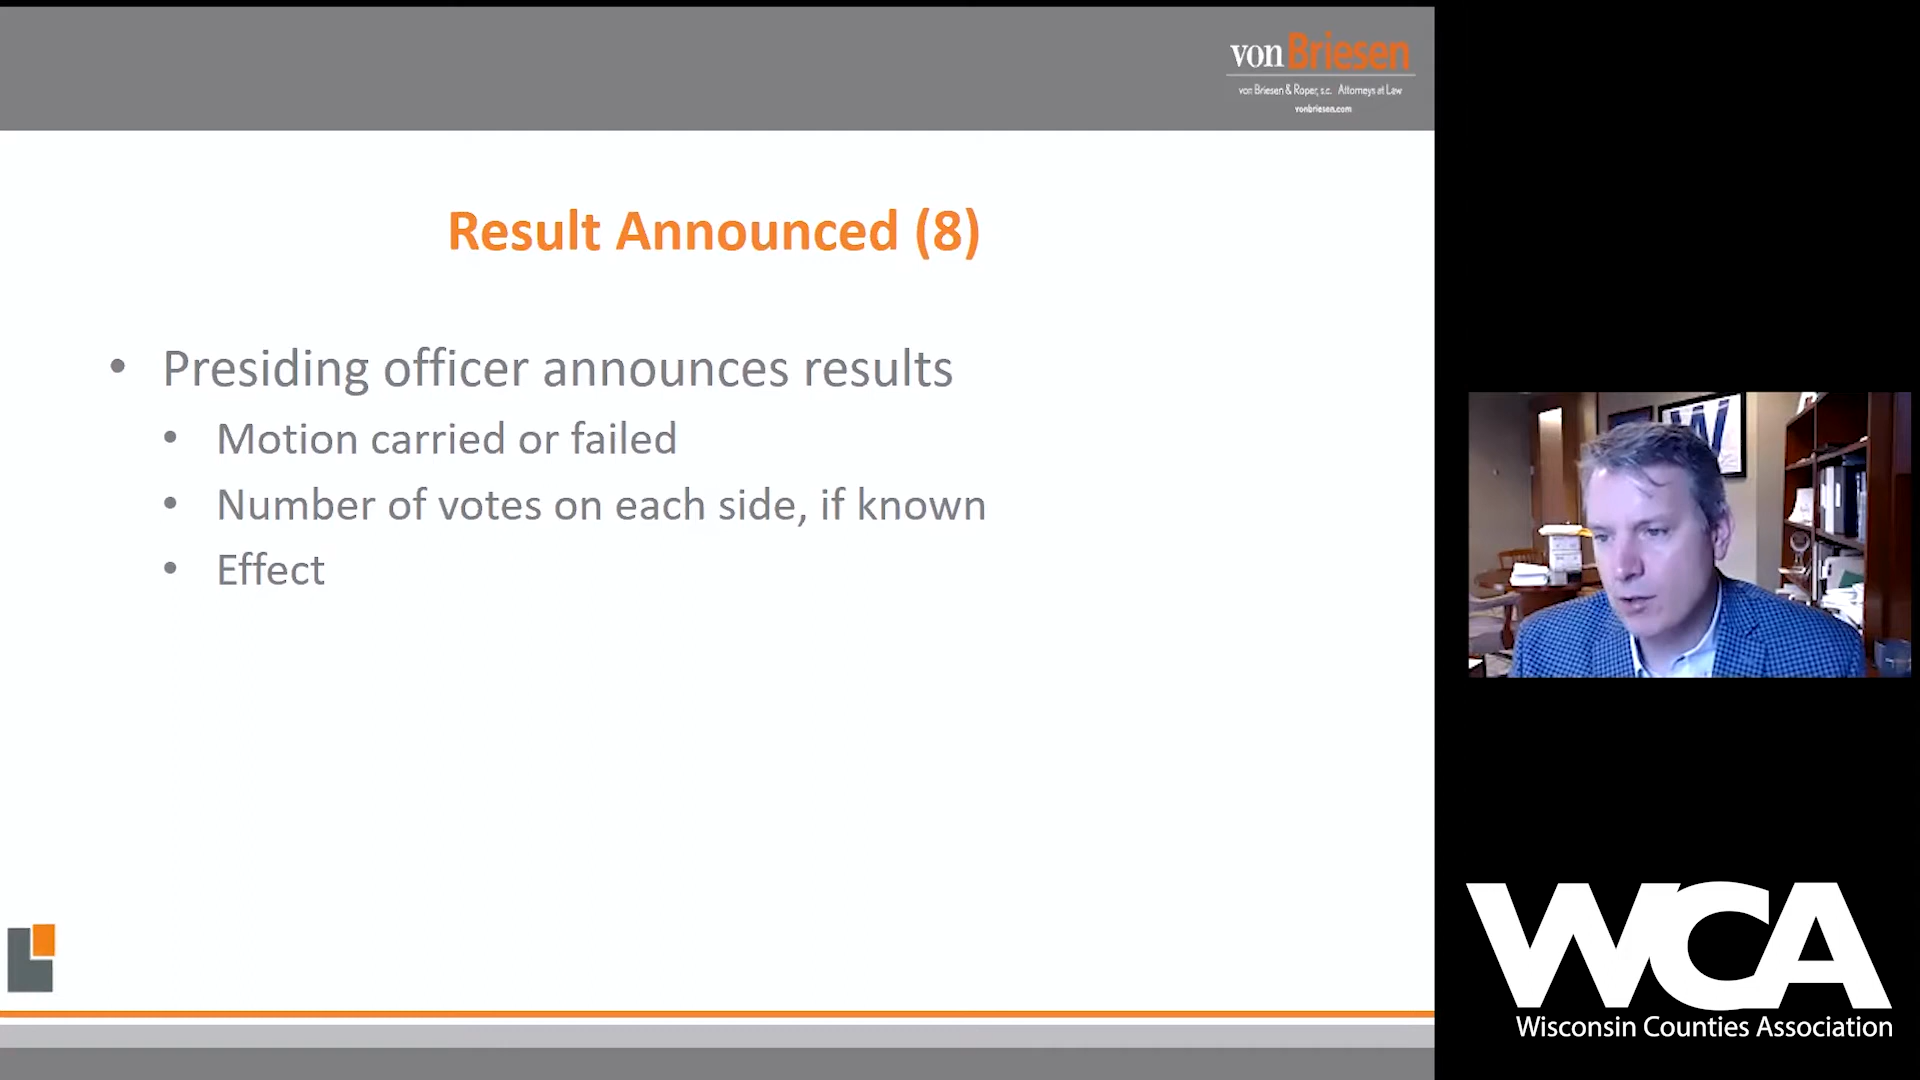 von Briesen
von Briesen & Roper, s.c. Attorneys at Law
vonbriesen.com
Result Announced (8)
• Presiding officer announces results
• Motion carried or failed
• Number of votes on each side, if known
• Effect
W
WCA
Wisconsin Counties Association